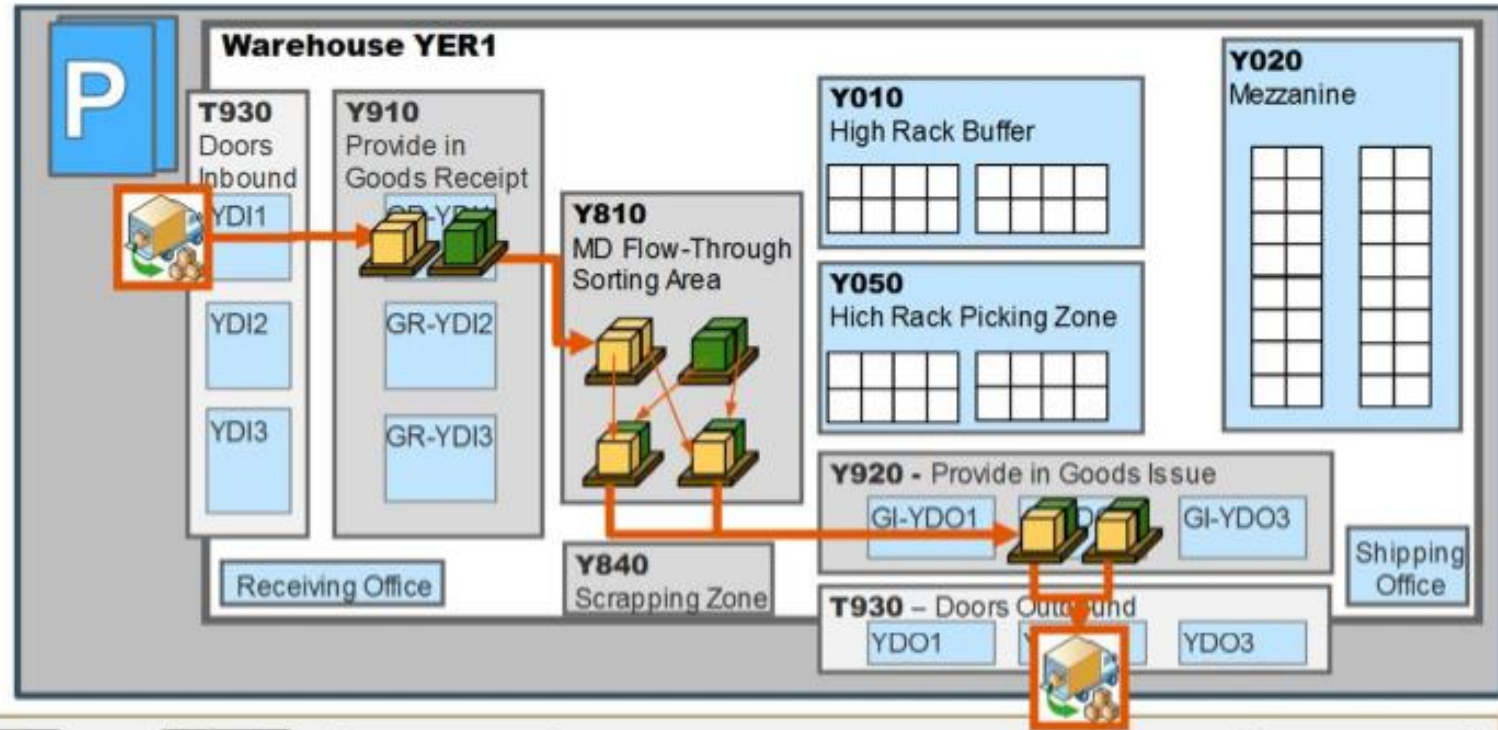 P
Warehouse YER1
T930
Doors
Inbound
YDI1
YDI2
YDI3
Y910
Provide in
Goods Receipt
GR-YDI2
GR-YDI3
Y810
MD Flow-Through
Sorting Area
Y010
High Rack Buffer
Y050
Hich Rack Picking Zone
Y020
Mezzanine
Y920 - Provide in Goods Issue
GI-YDO1
GI-YDO3
Receiving Office
Y840
Scrapping Zone
Shipping
Office
T930 – Doors Outbound
YDO1
YDO3